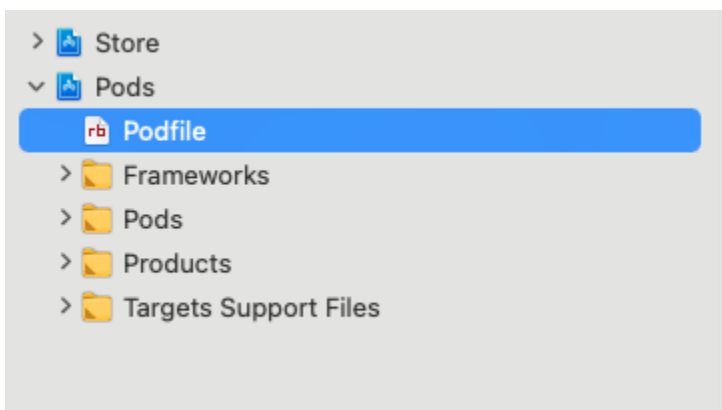 Store
Pods
rb Podfile
Frameworks
Pods
Products
Targets Support Files